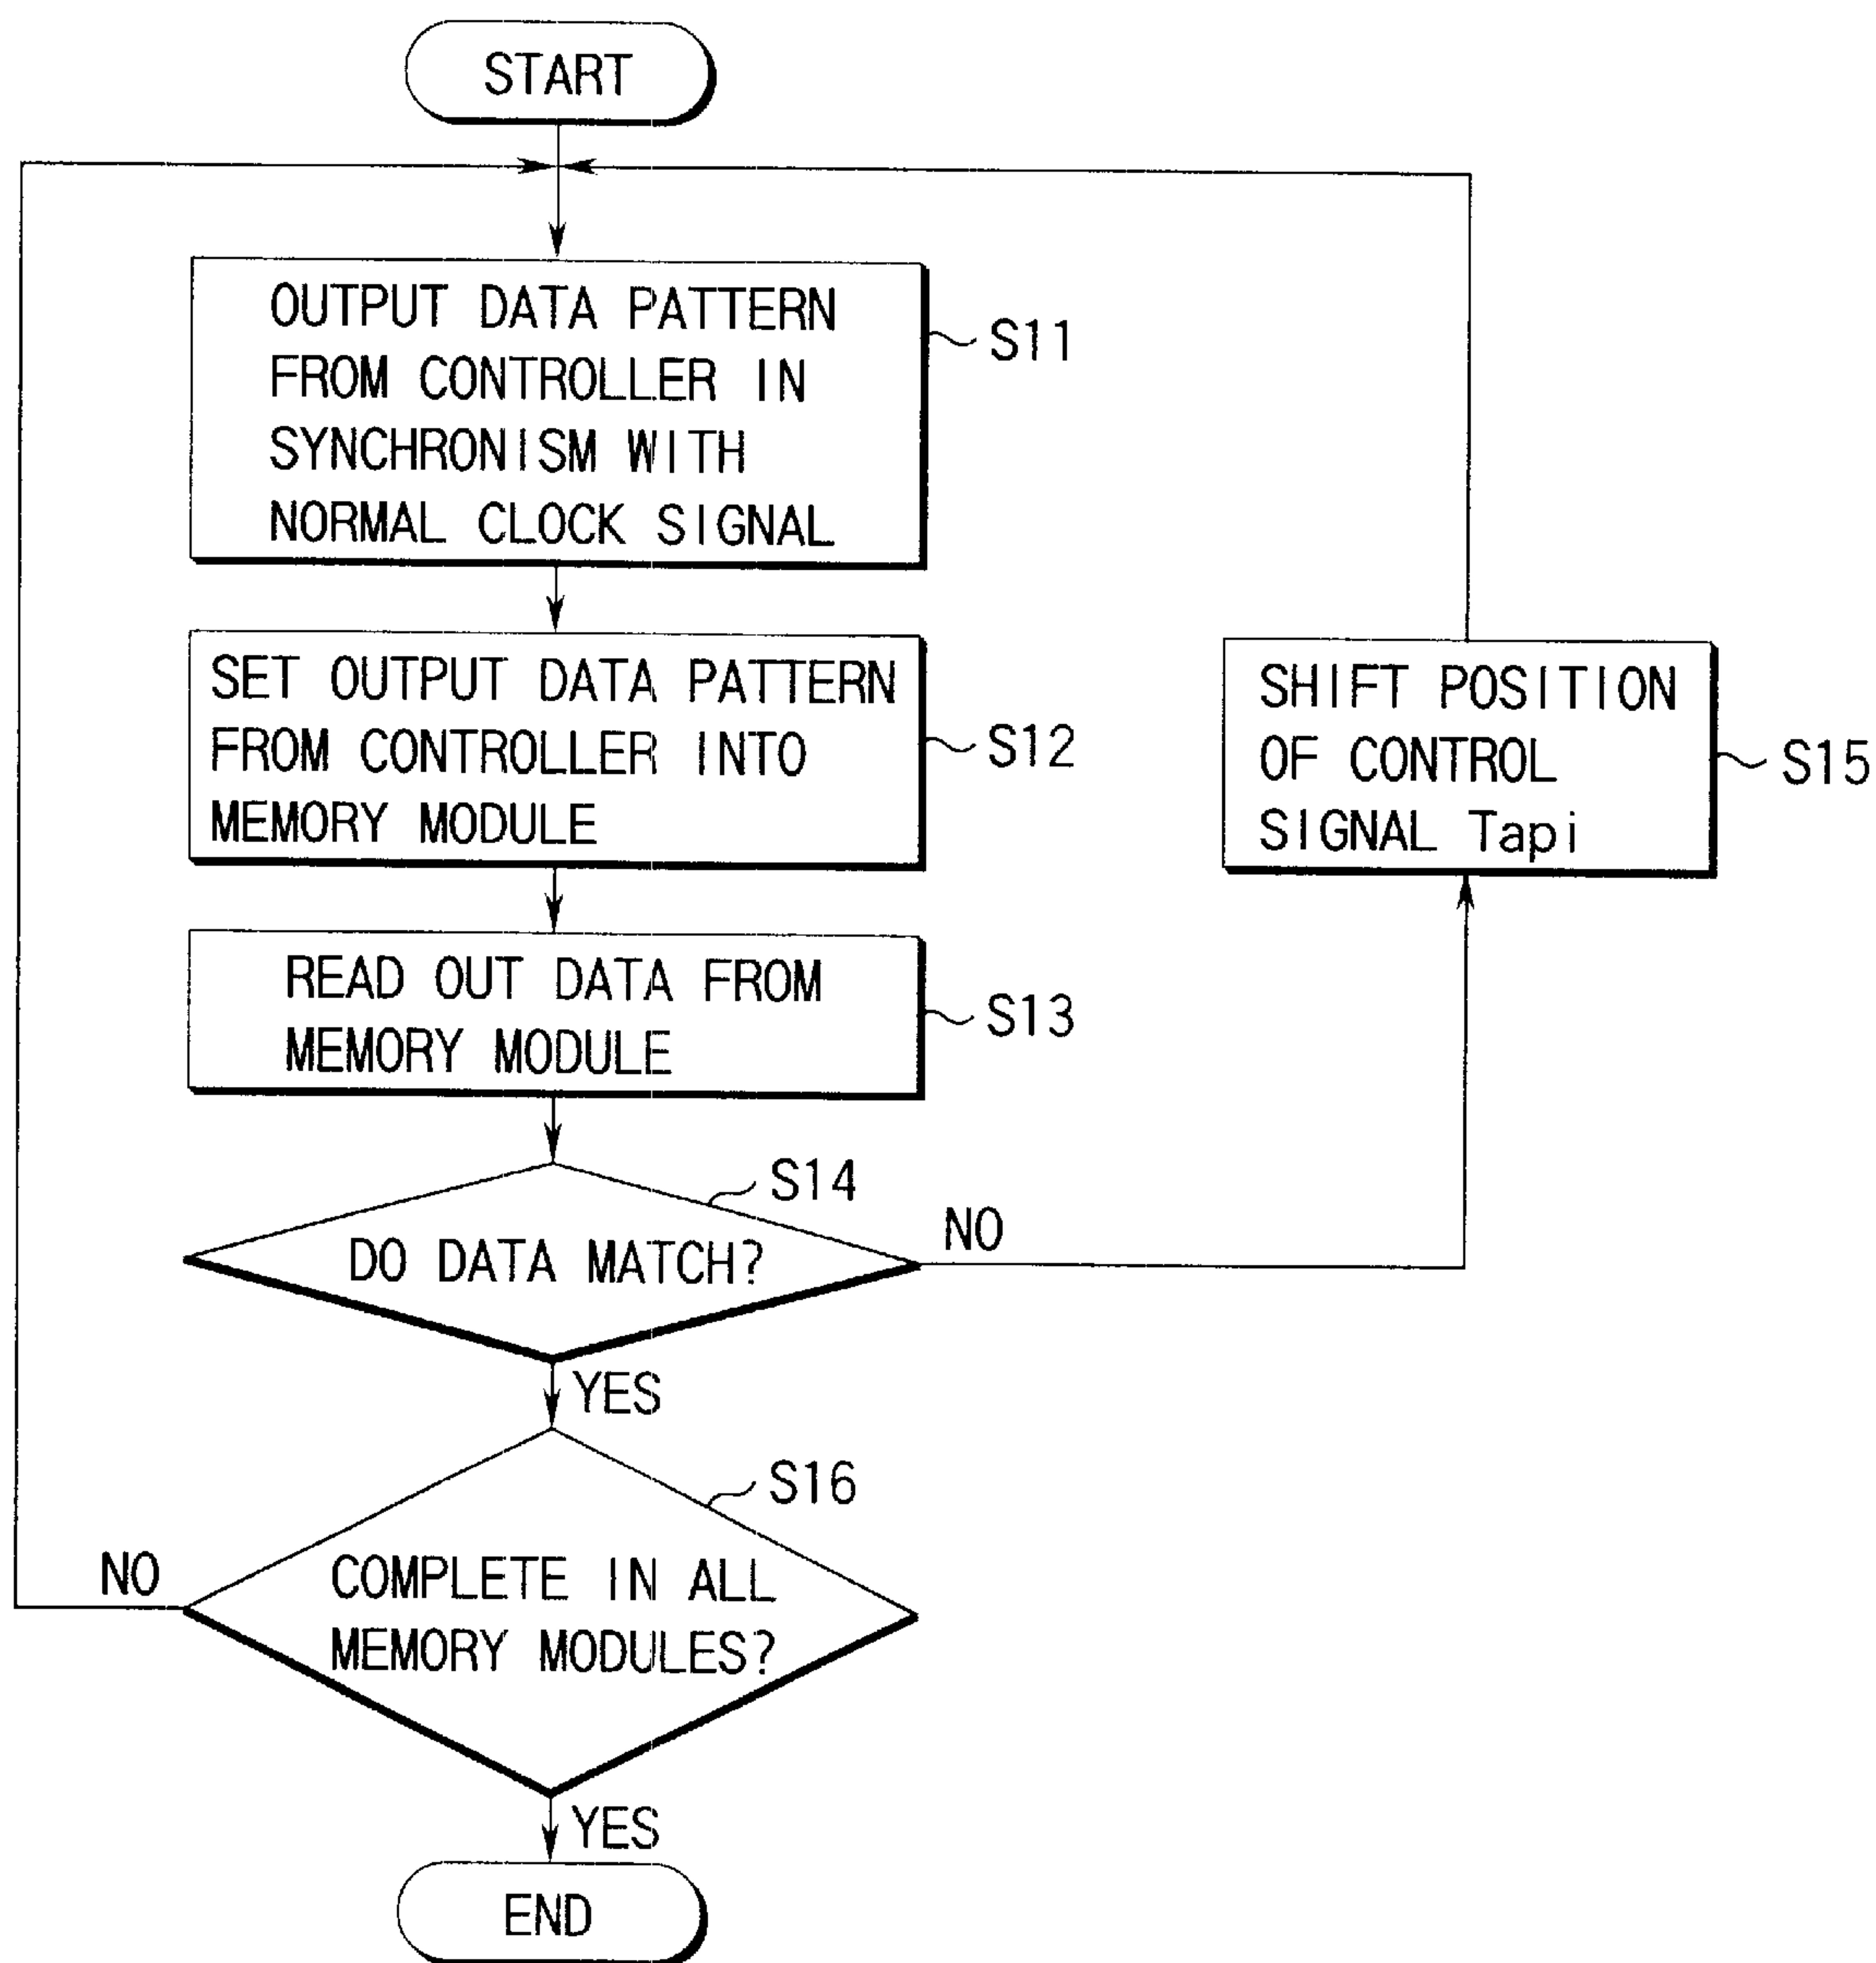 START
OUTPUT DATA PATTERN
FROM CONTROLLER IN
SYNCHRONISM WITH
NORMAL CLOCK SIGNAL
S11
SET OUTPUT DATA PATTERN
FROM CONTROLLER INTO
MEMORY MODULE
S12
SHIFT POSITION
OF CONTROL
SIGNAL Tapi
S15
READ OUT DATA FROM
MEMORY MODULE
S13
S14
DO DATA MATCH?
NO
YES
S16
NO
COMPLETE IN ALL
MEMORY MODULES?
YES
END